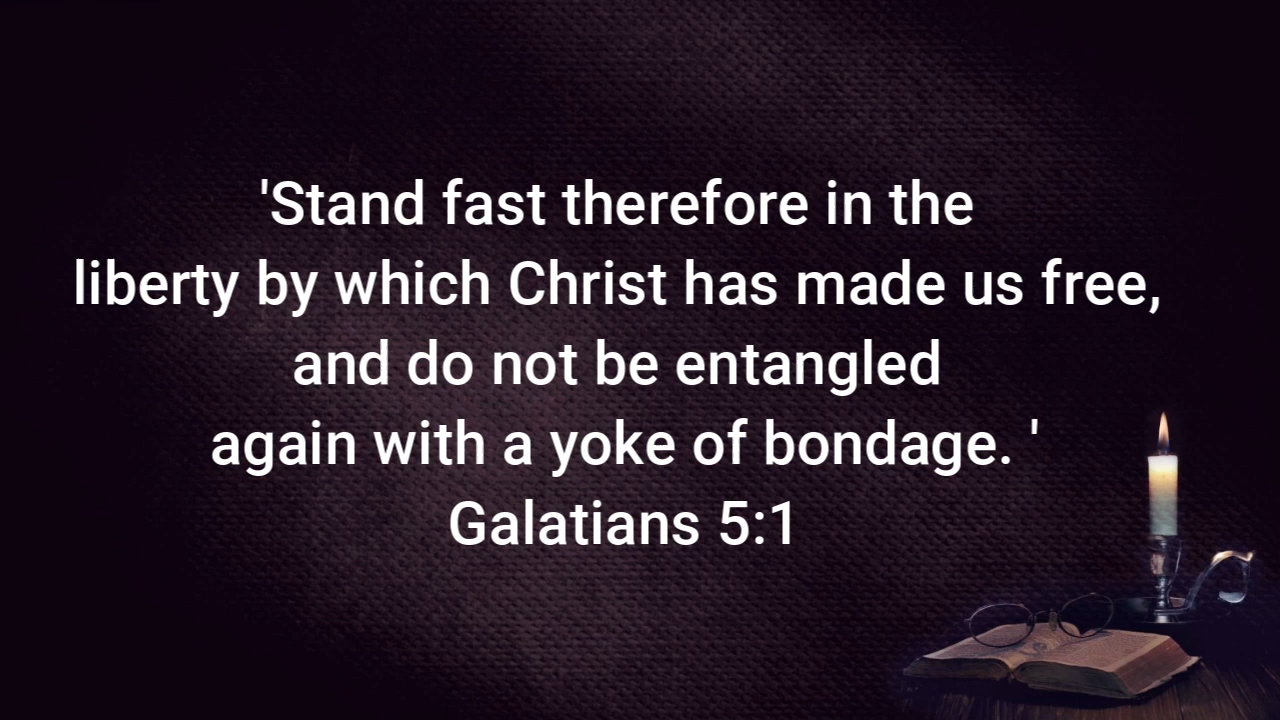 'Stand fast therefore in the
liberty by which Christ has made us free,
and do not be entangled
again with a yoke of bondage. '
Galatians 5:1